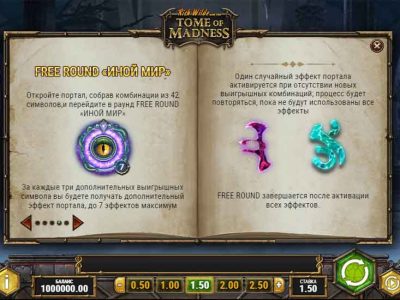 Rich Wilde AND THE
TOME OF
MADNESS
FREE ROUND «ИНОЙ МИР»
Откройте портал, собрав комбинации из 42
символов,и перейдите в раунд FREE ROUND
«ИНОЙ МИР»
7
За каждые три дополнительных выигрышных
символа вы будете получать дополнительный
эффект портала, до 7 эффектов максимум
Один случайный эффект портала
активируется при отсутствии новых
выигрышных комбинаций; процесс будет
повторяться, пока не будут использованы все
эффекты
FREE ROUND завершается после активации
всех эффектов.
БАЛАНС
1000000.00
- 0.50 1.00 1.50 2.00 2.50 +
СТАВКА
1.50